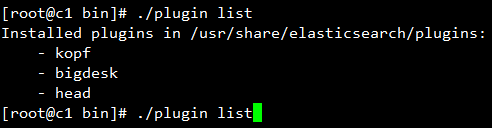 [root@c1 bin]# ./plugin list
Installed plugins in /usr/share/elasticsearch/plugins:
    - kopf
    - bigdesk
    - head
[root@c1 bin]# ./plugin list